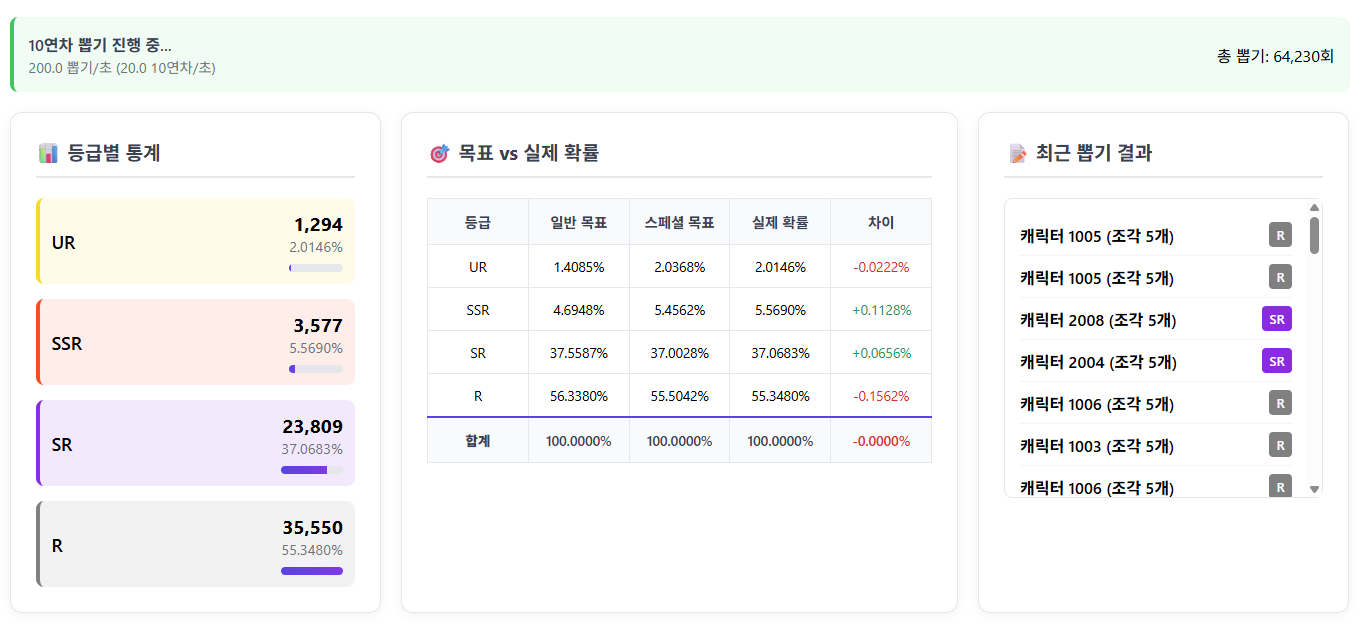 10연차 뽑기 진행 중...
200.0 뽑기/초 (20.0 10연차/초)
총 뽑기: 64,230회
등급별 통계
UR
1,294
2.0146%
SSR
3,577
5.5690%
SR
23,809
37.0683%
R
35,550
55.3480%
목표 vs 실제 확률
등급 일반 목표 스페셜 목표 실제 확률 차이
UR 1.4085% 2.0368% 2.0146% -0.0222%
SSR 4.6948% 5.4562% 5.5690% +0.1128%
SR 37.5587% 37.0028% 37.0683% +0.0656%
R 56.3380% 55.5042% 55.3480% -0.1562%
합계 100.0000% 100.0000% 100.0000% -0.0000%
최근 뽑기 결과
캐릭터 1005 (조각 5개) R
캐릭터 1005 (조각 5개) R
캐릭터 2008 (조각 5개) SR
캐릭터 2004 (조각 5개) SR
캐릭터 1006 (조각 5개) R
캐릭터 1003 (조각 5개) R
캐릭터 1006 (조각 5개) R